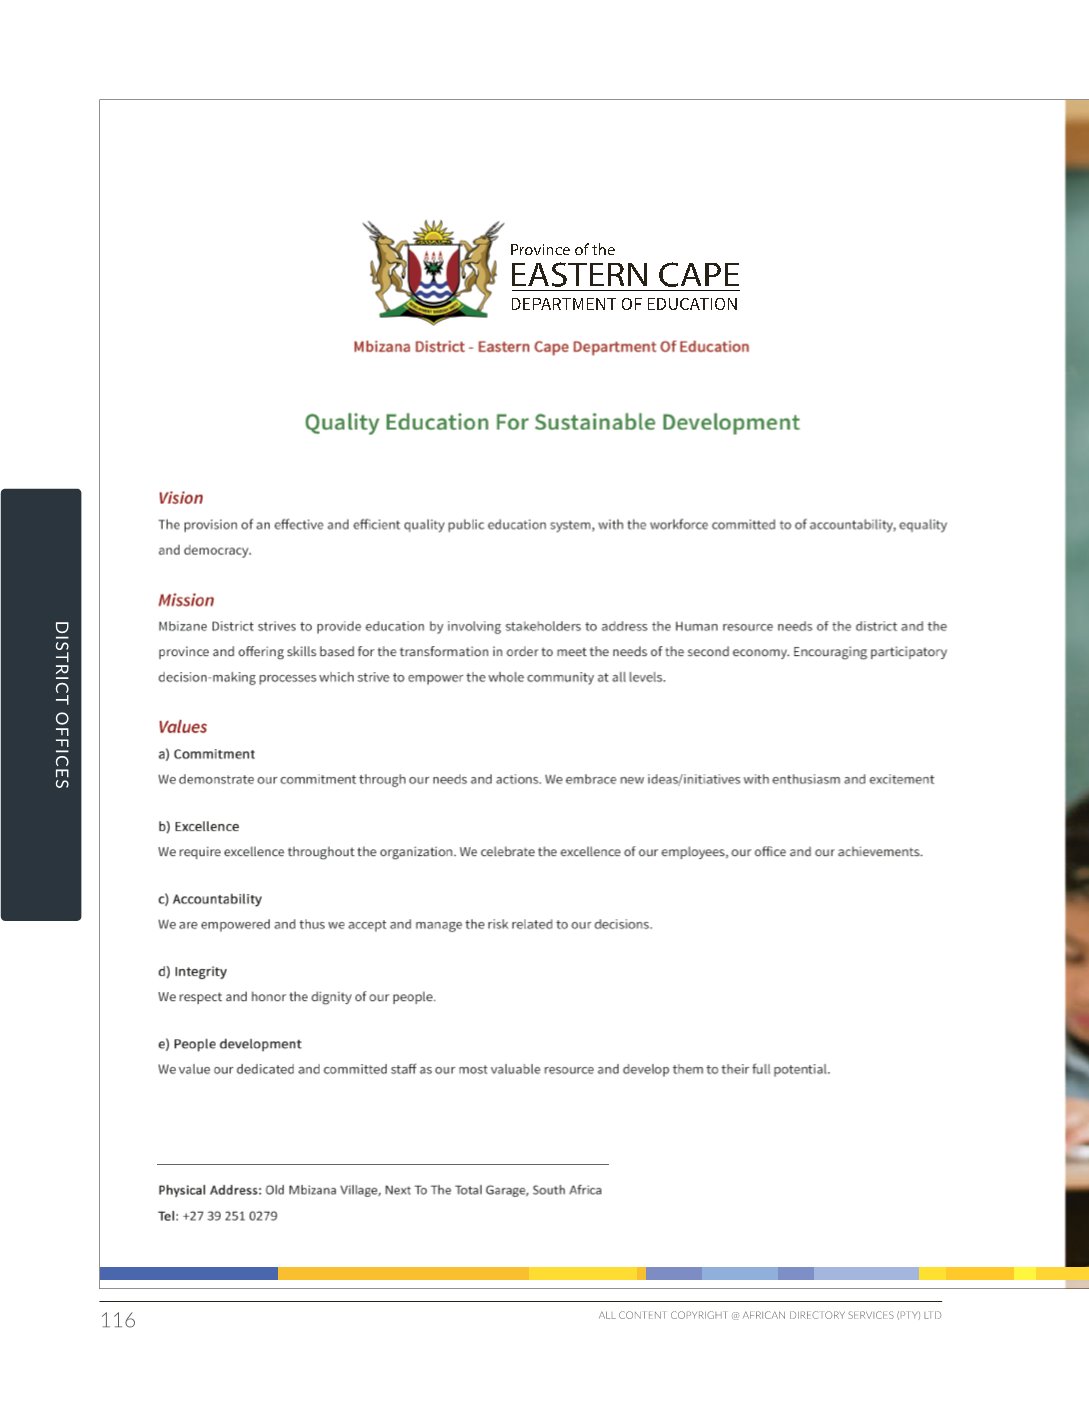 Province of the
EASTERN CAPE
DEPARTMENT OF EDUCATION
Mbizana District - Eastern Cape Department Of Education
Quality Education For Sustainable Development
Vision
The provision of an effective and efficient quality public education system, with the workforce committed to of accountability, equality
and democracy.
Mission
Mbizane District strives to provide education by involving stakeholders to address the Human resource needs of the district and the
province and offering skills based for the transformation in order to meet the needs of the second economy. Encouraging participatory
decision-making processes which strive to empower the whole community at all levels.
Values
a) Commitment
We demonstrate our commitment through our needs and actions. We embrace new ideas/initiatives with enthusiasm and excitement
b) Excellence
We require excellence throughout the organization. We celebrate the excellence of our employees, our office and our achievements.
c) Accountability
We are empowered and thus we accept and manage the risk related to our decisions.
d) Integrity
We respect and honor the dignity of our people.
e) People development
We value our dedicated and committed staff as our most valuable resource and develop them to their full potential.
Physical Address: Old Mbizana Village, Next To The Total Garage, South Africa
Tel: +27 39 251 0279
DISTRICT OFFICES
116
ALL CONTENT COPYRIGHT @ AFRICAN DIRECTORY SERVICES (PTY) LTD